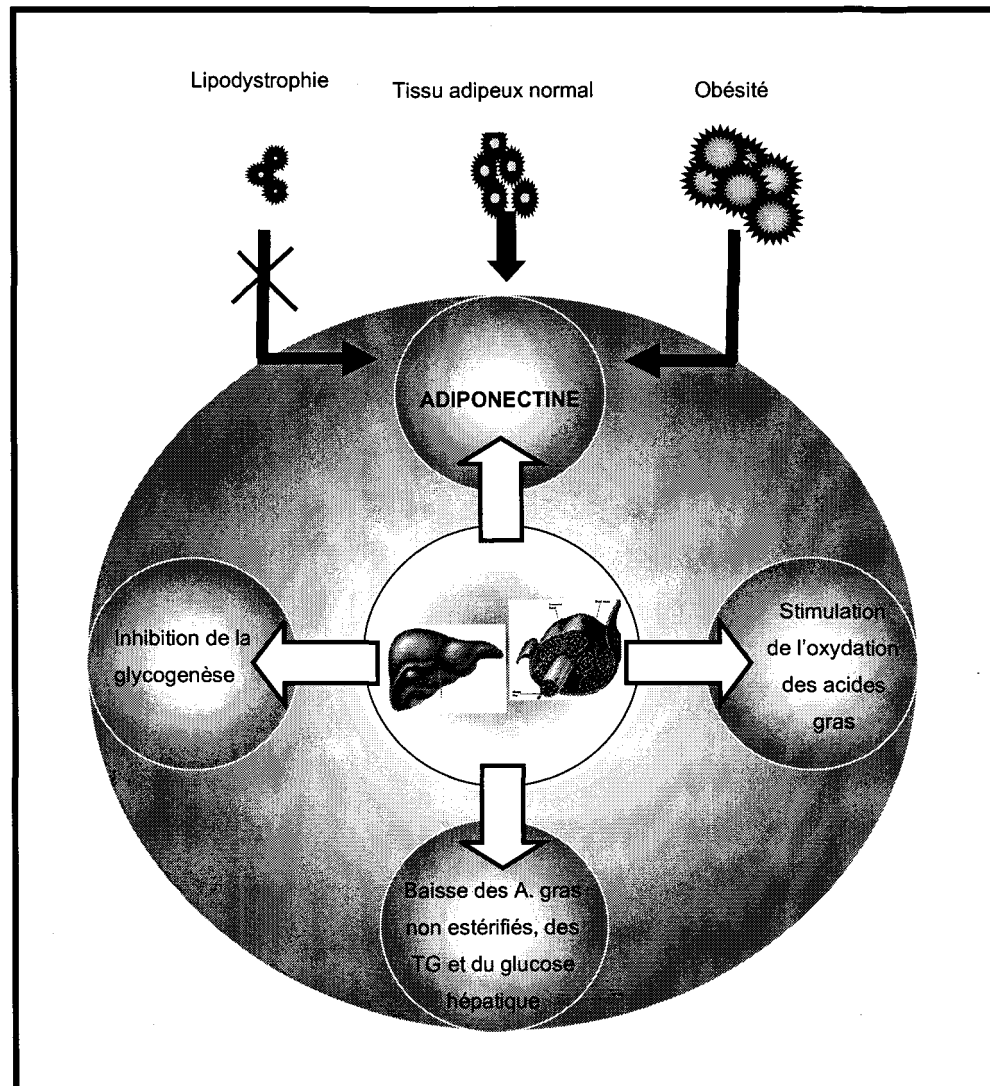 Lipodystrophie
Tissu adipeux normal
Obésité
ADIPONECTINE
Inhibition de la
glycogenèse
Stimulation
de l'oxydation
des acides
gras
Baisse des A. gras
non estérifiés, des
TG et du glucose
hépatique